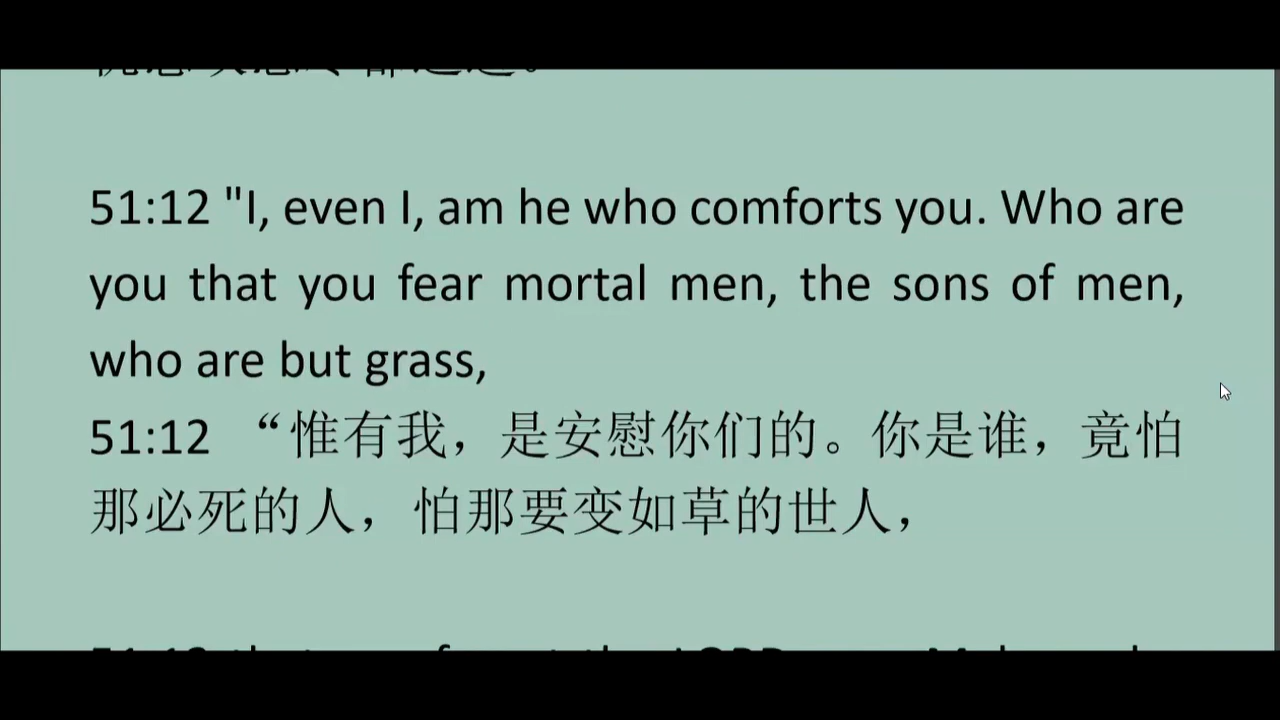 51:12 "I, even I, am he who comforts you. Who are
you that you fear mortal men, the sons of men,
who are but grass,
51:12 “惟有我，是安慰你们的。你是谁，竟怕
那必死的人，怕那要变如草的世人，